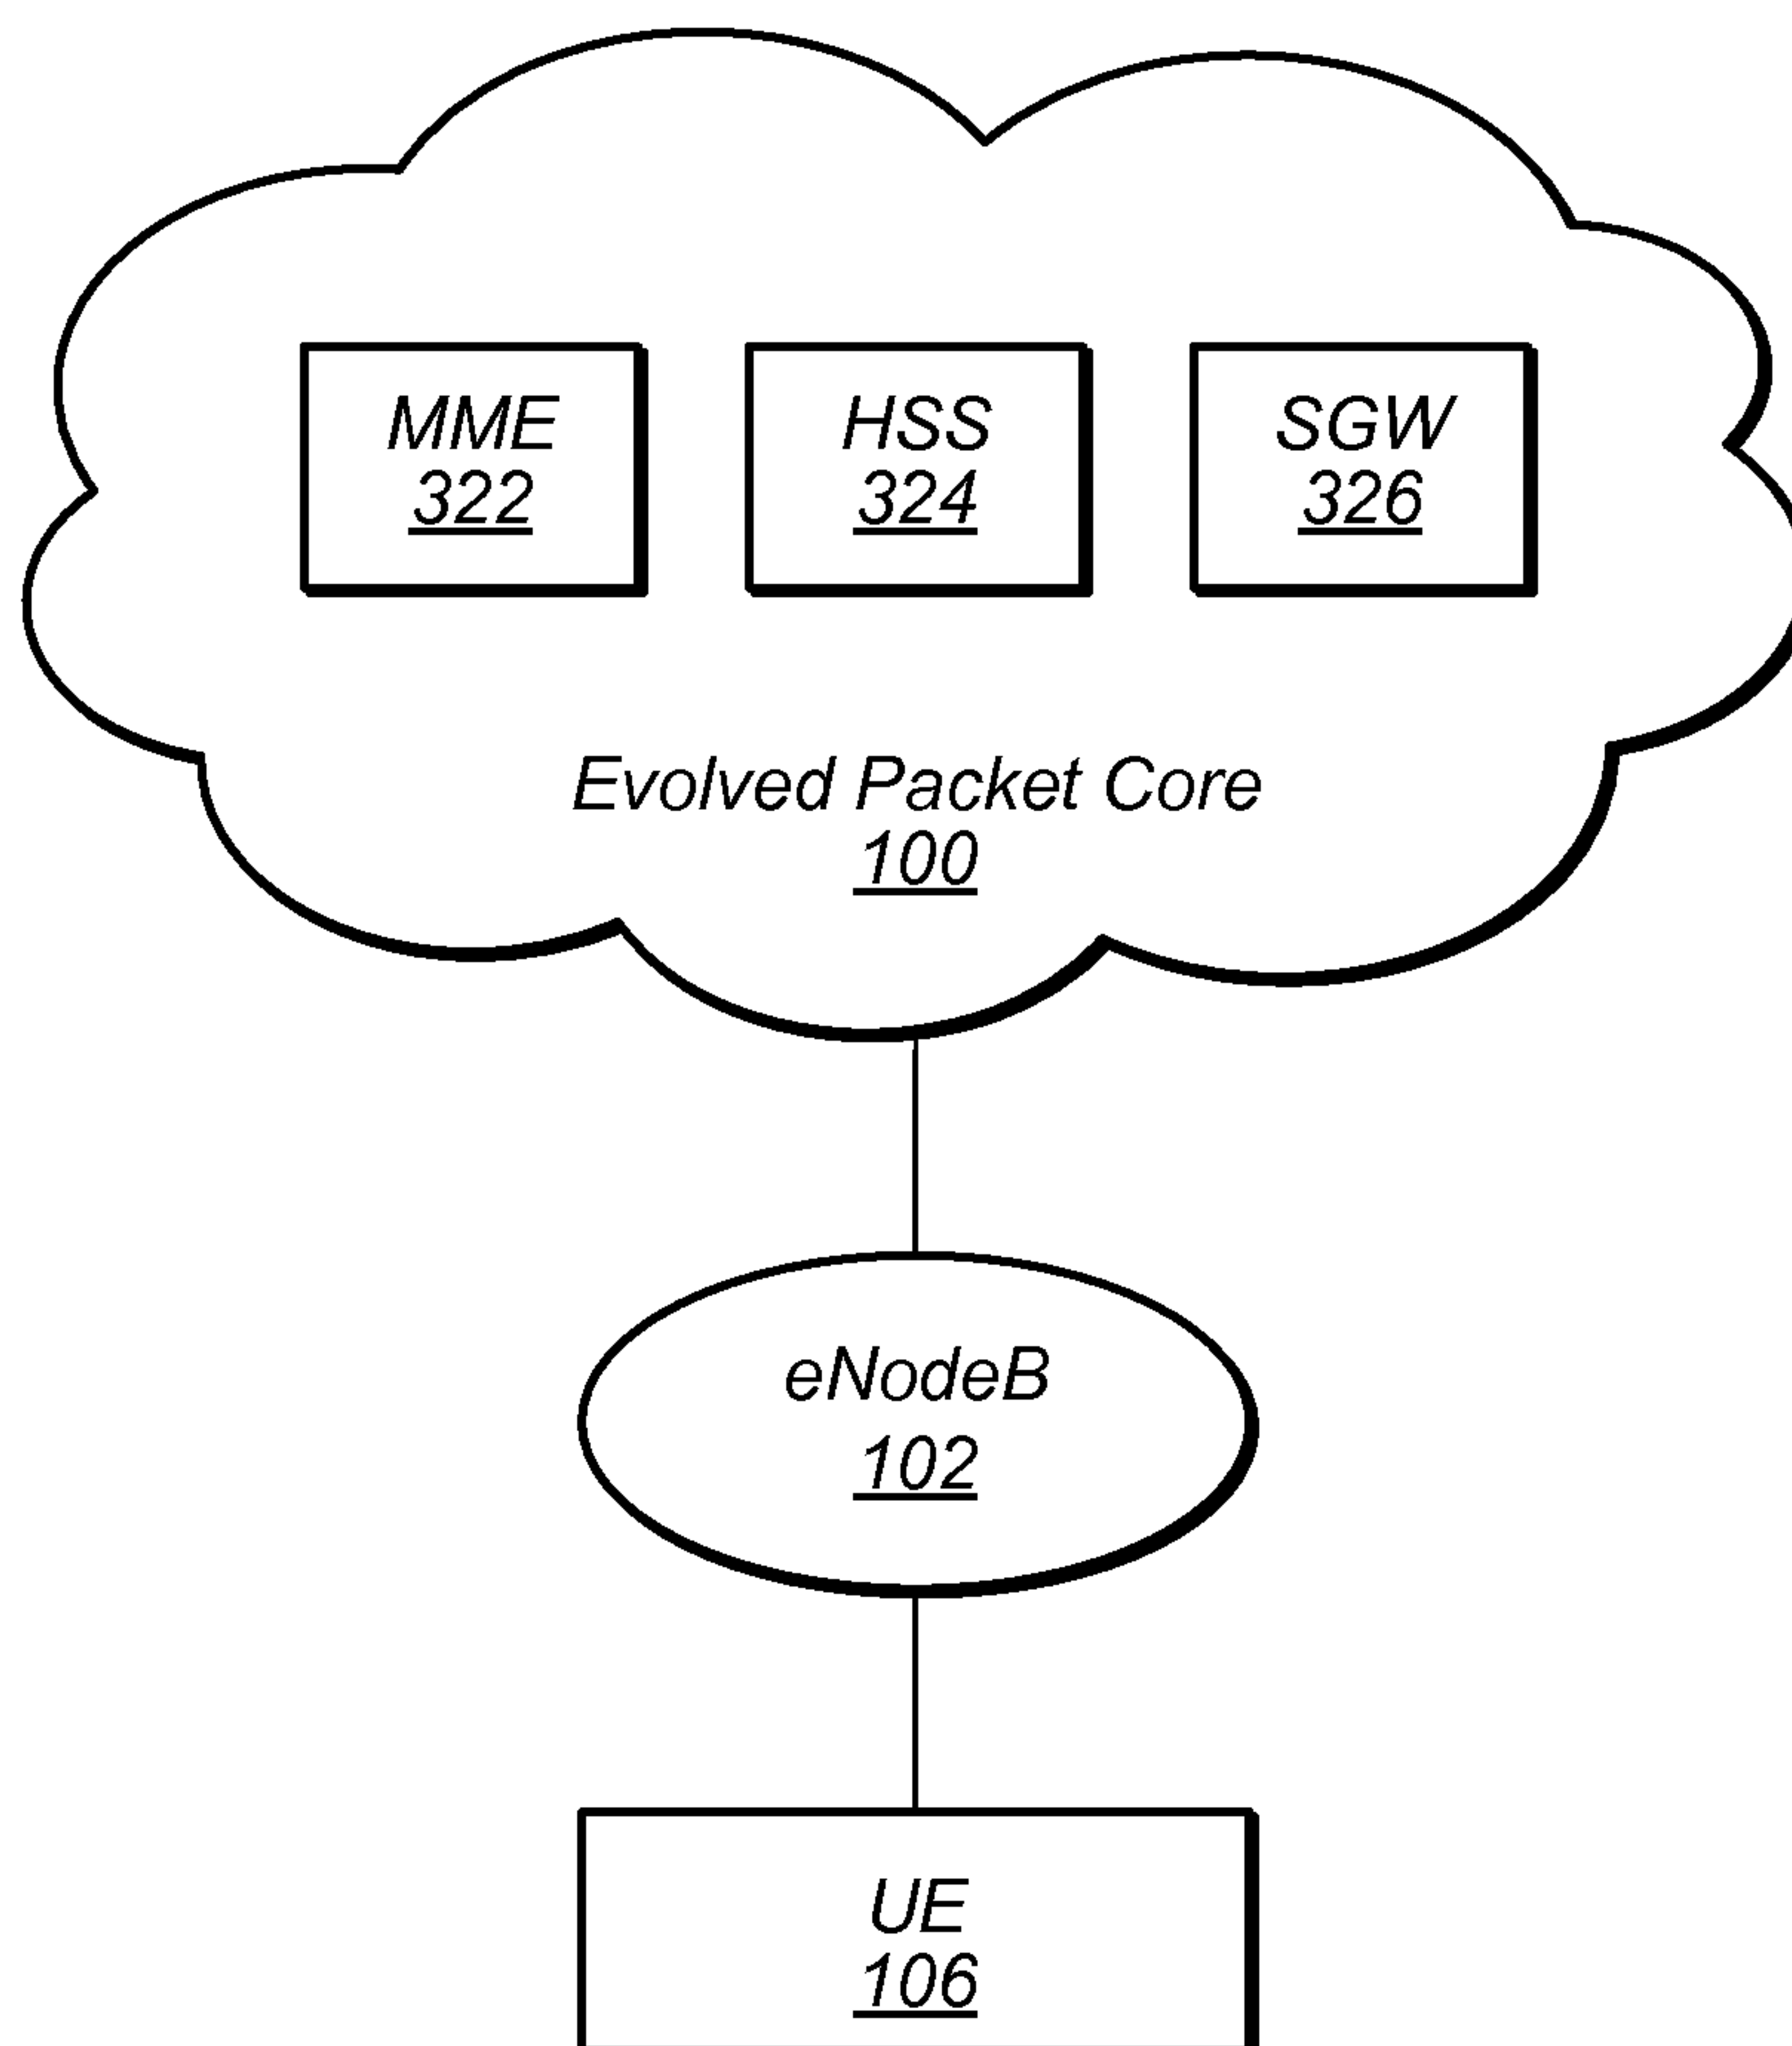 MME
322
HSS
324
SGW
326
Evolved Packet Core
100
eNodeB
102
UE
106